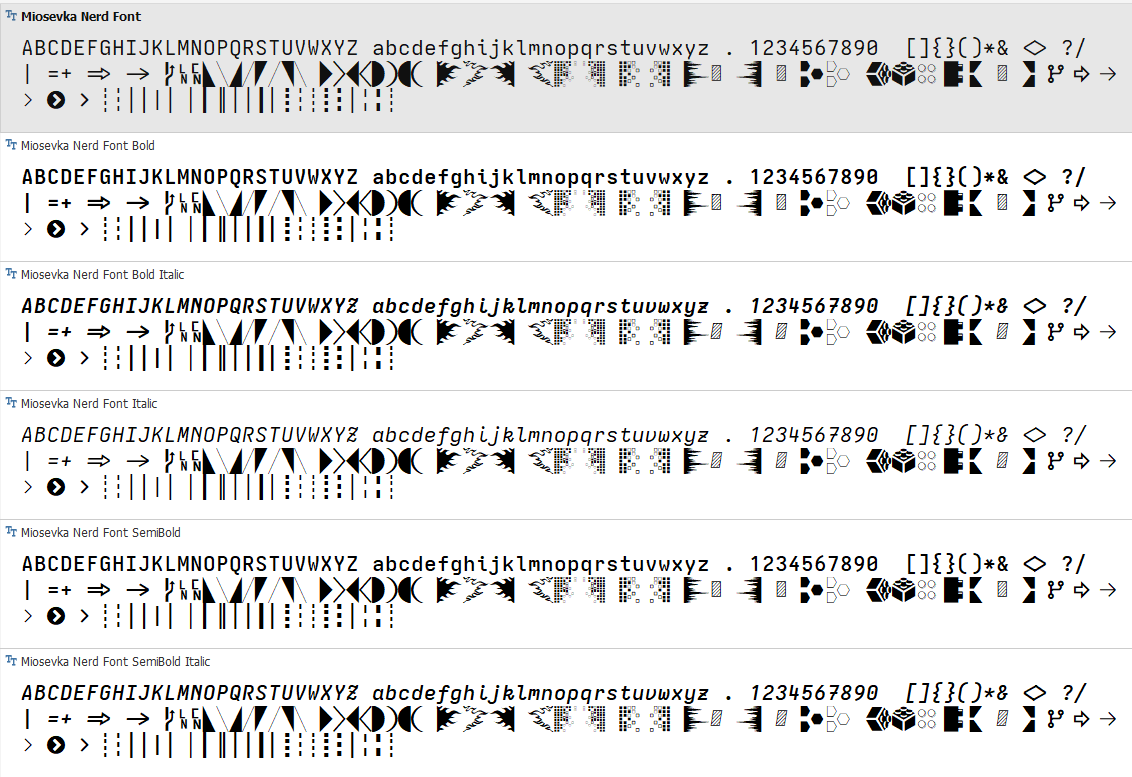 Miosevka Nerd Font
ABCDEFGHIJKLMNOPQRSTUVWXYZ abcdefghijklmnopqrstuvwxyz . 1234567890 []{}()*& <> ?/
| =+ => ->
>
Miosevka Nerd Font Bold
ABCDEFGHIJKLMNOPQRSTUVWXYZ abcdefghijklmnopqrstuvwxyz . 1234567890 []{}()*& <> ?/
| =+ => ->
>
Miosevka Nerd Font Bold Italic
ABCDEFGHIJKLMNOPQRSTUVWXYZ abcdefghijklmnopqrstuvwxyz . 1234567890 []{}()*& <> ?/
| =+ => ->
>
Miosevka Nerd Font Italic
ABCDEFGHIJKLMNOPQRSTUVWXYZ abcdefghijklmnopqrstuvwxyz . 1234567890 []{}()*& <> ?/
| =+ => ->
>
Miosevka Nerd Font SemiBold
ABCDEFGHIJKLMNOPQRSTUVWXYZ abcdefghijklmnopqrstuvwxyz . 1234567890 []{}()*& <> ?/
| =+ => ->
>
Miosevka Nerd Font SemiBold Italic
ABCDEFGHIJKLMNOPQRSTUVWXYZ abcdefghijklmnopqrstuvwxyz . 1234567890 []{}()*& <> ?/
| =+ => ->
>